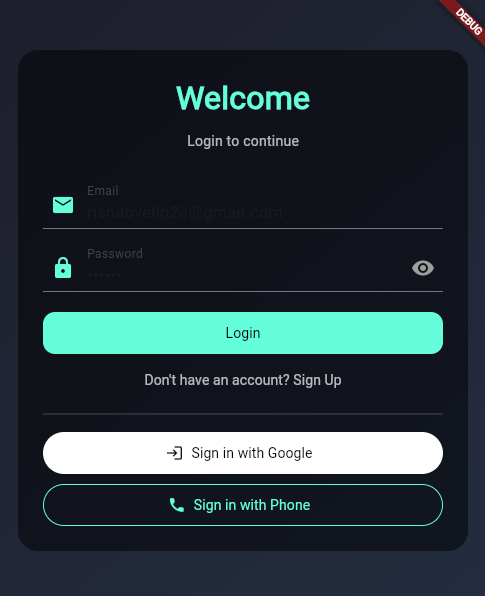 DEBUG
Welcome
Login to continue
Email
rishabvelip23@gmail.com
Password
••••••
Login
Don't have an account? Sign Up
Sign in with Google
Sign in with Phone